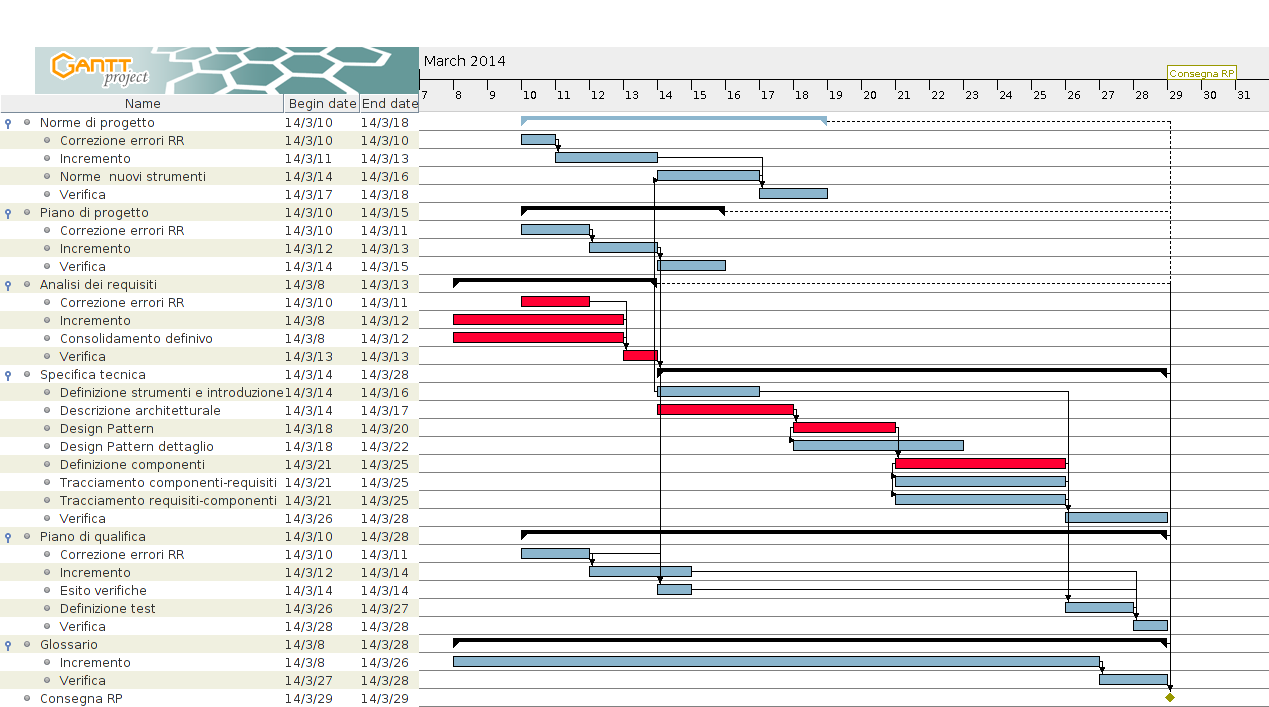 GANTT
project
March 2014
Consegna RP
7 8 9 10 11 12 13 14 15 16 17 18 19 20 21 22 23 24 25 26 27 28 29 30 31
Name Begin date End date
Norme di progetto 14/3/10 14/3/18
Correzione errori RR 14/3/10 14/3/10
Incremento 14/3/11 14/3/13
Norme nuovi strumenti 14/3/14 14/3/16
Verifica 14/3/17 14/3/18
Piano di progetto 14/3/10 14/3/15
Correzione errori RR 14/3/10 14/3/11
Incremento 14/3/12 14/3/13
Verifica 14/3/14 14/3/15
Analisi dei requisiti 14/3/8 14/3/13
Correzione errori RR 14/3/10 14/3/11
Incremento 14/3/8 14/3/12
Consolidamento definivo 14/3/8 14/3/12
Verifica 14/3/13 14/3/13
Specifica tecnica 14/3/14 14/3/28
Definizione strumenti e introduzione 14/3/14 14/3/16
Descrizione architetturale 14/3/14 14/3/17
Design Pattern 14/3/18 14/3/20
Design Pattern dettaglio 14/3/18 14/3/22
Definizione componenti 14/3/21 14/3/25
Tracciamento componenti-requisiti 14/3/21 14/3/25
Tracciamento requisiti-componenti 14/3/21 14/3/25
Verifica 14/3/26 14/3/28
Piano di qualifica 14/3/10 14/3/28
Correzione errori RR 14/3/10 14/3/11
Incremento 14/3/12 14/3/14
Esito verifiche 14/3/14 14/3/14
Definizione test 14/3/26 14/3/27
Verifica 14/3/28 14/3/28
Glossario 14/3/8 14/3/28
Incremento 14/3/8 14/3/26
Verifica 14/3/27 14/3/28
Consegna RP 14/3/29 14/3/29